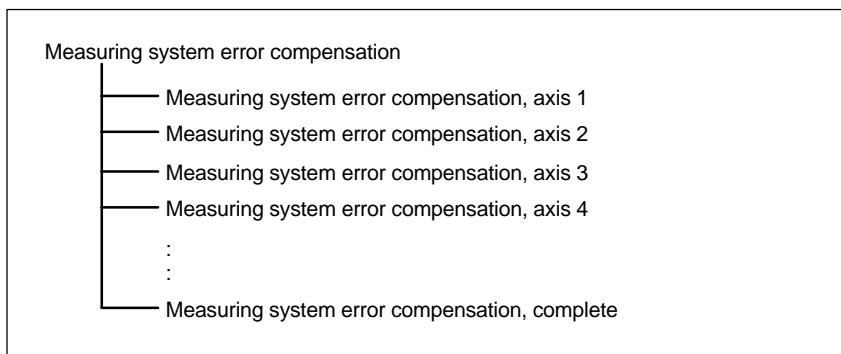 Measuring system error compensation
Measuring system error compensation, axis 1
Measuring system error compensation, axis 2
Measuring system error compensation, axis 3
Measuring system error compensation, axis 4
:
:
Measuring system error compensation, complete